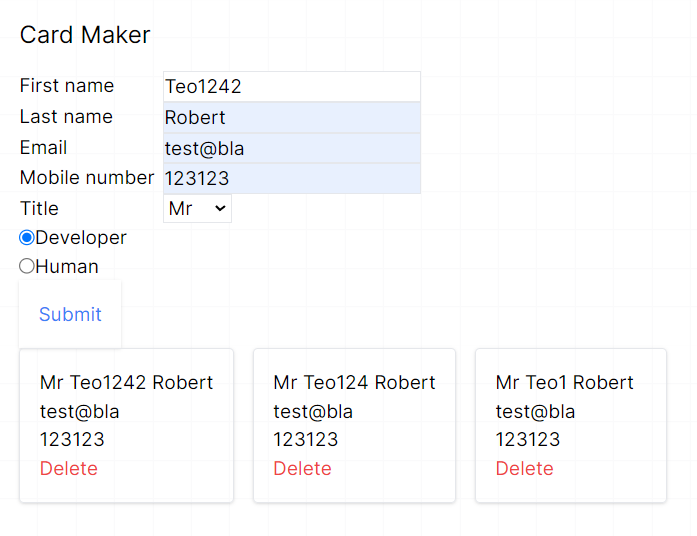 Card Maker
First name Teo1242
Last name Robert
Email test@bla
Mobile number 123123
Title Mr
Developer
Human
Submit
Mr Teo1242 Robert
test@bla
123123
Delete
Mr Teo124 Robert
test@bla
123123
Delete
Mr Teo1 Robert
test@bla
123123
Delete